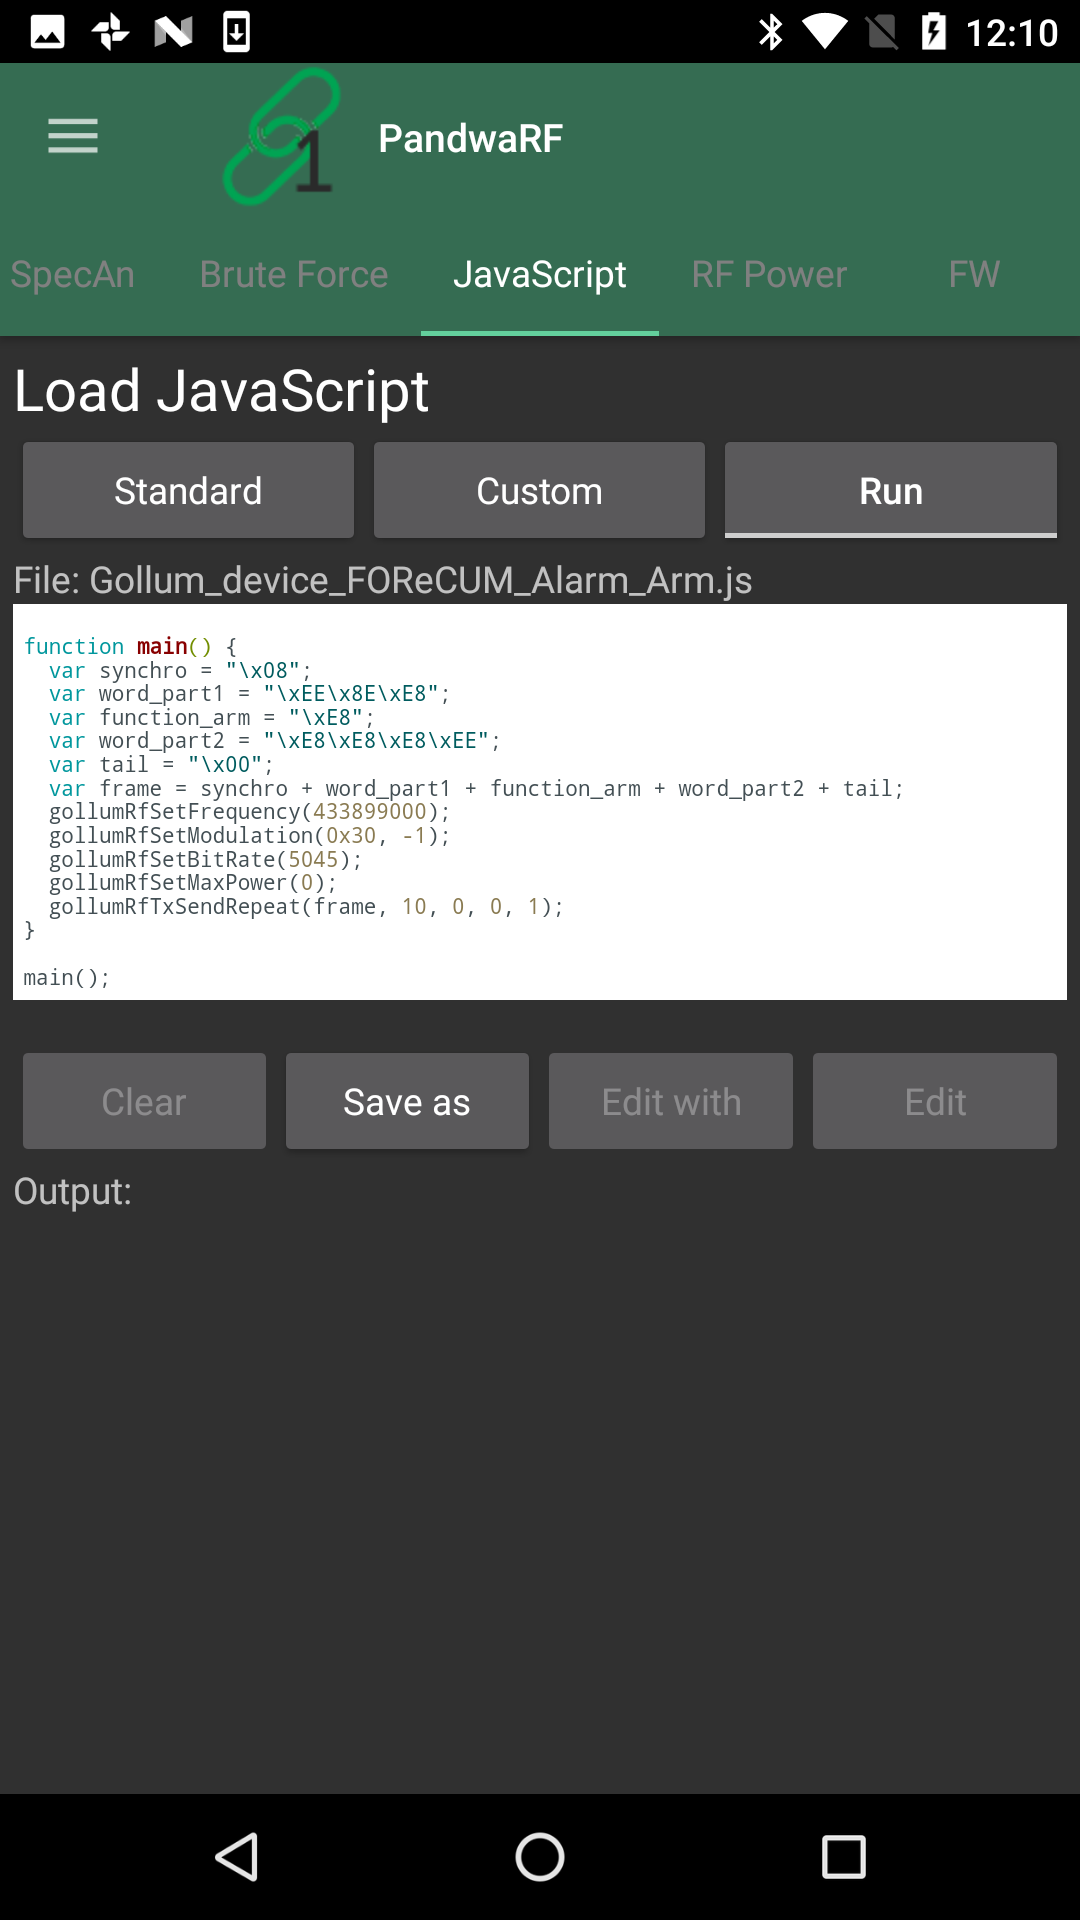 12:10
1
PandwaRF
SpecAn Brute Force JavaScript RF Power FW
Load JavaScript
Standard Custom Run
File: Gollum_device_FOReCUM_Alarm_Arm.js
function main() {
  var synchro = "\x08";
  var word_part1 = "\xEE\x8E\xE8";
  var function_arm = "\xE8";
  var word_part2 = "\xE8\xE8\xE8\xEE";
  var tail = "\x00";
  var frame = synchro + word_part1 + function_arm + word_part2 + tail;
  gollumRfSetFrequency(433899000);
  gollumRfSetModulation(0x30, -1);
  gollumRfSetBitRate(5045);
  gollumRfSetMaxPower(0);
  gollumRfTxSendRepeat(frame, 10, 0, 0, 1);
}
main();
Clear Save as Edit with Edit
Output: